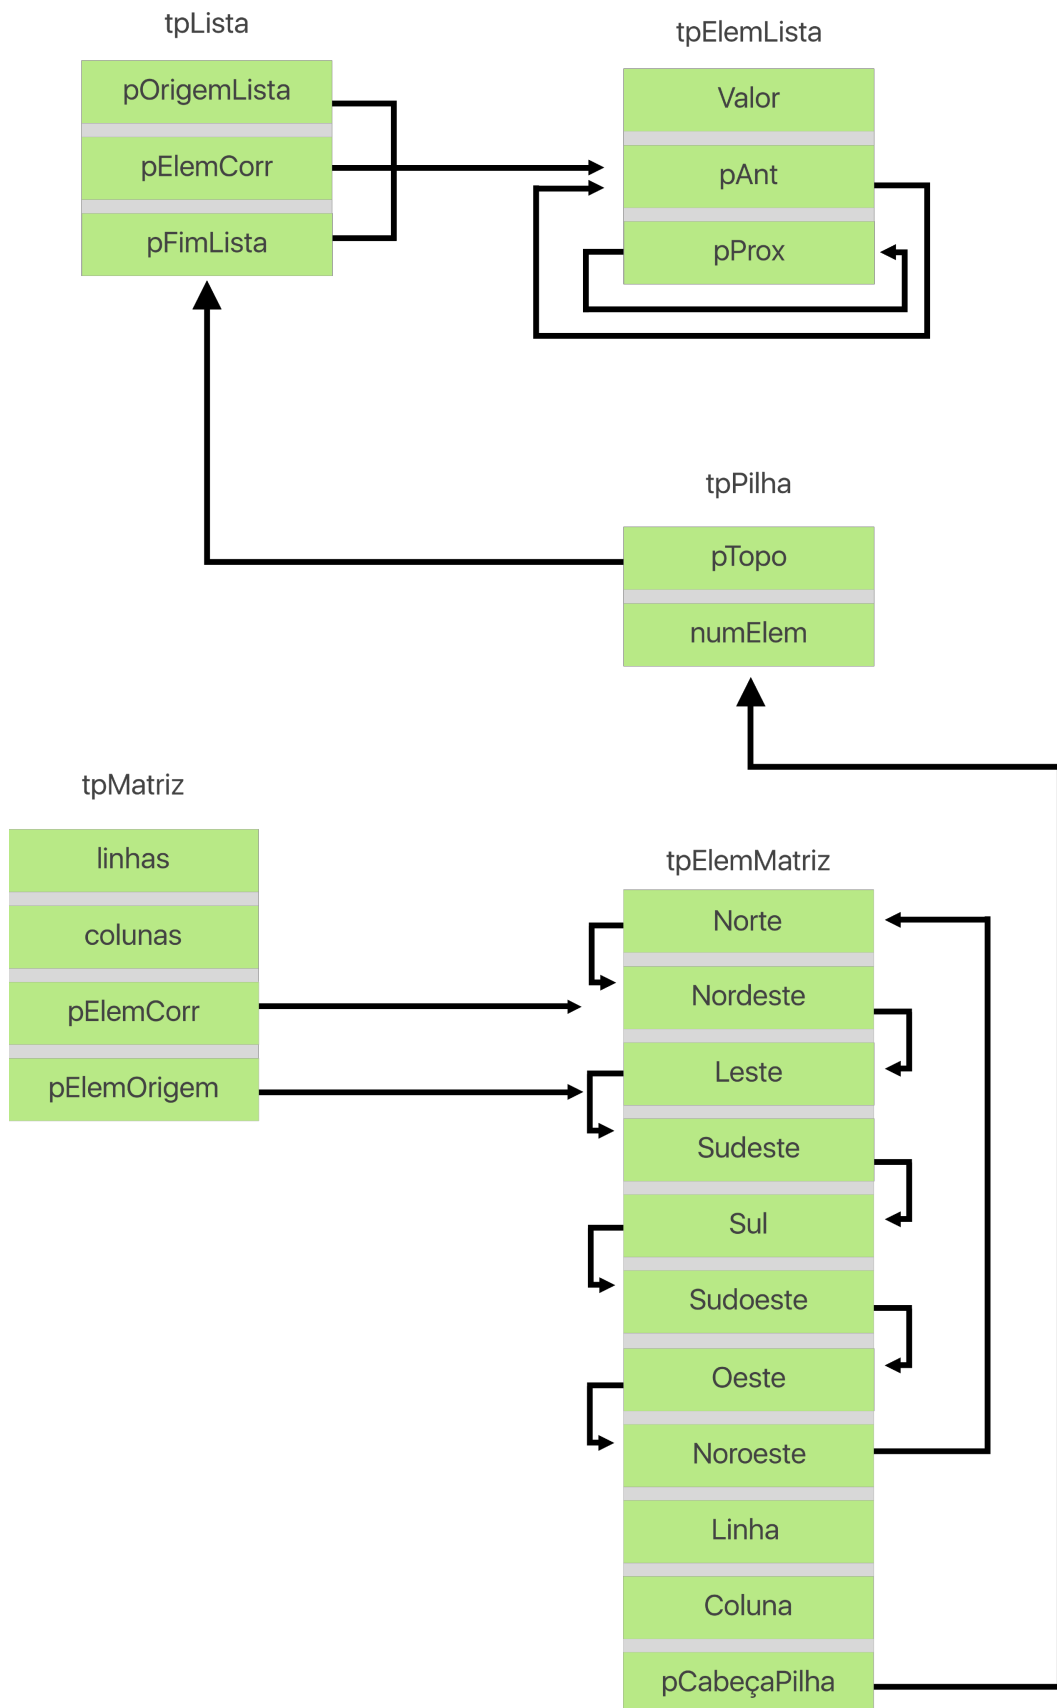 tpLista
pOrigemLista
pElemCorr
pFimLista
tpElemLista
Valor
pAnt
pProx
tpPilha
pTopo
numElem
tpMatriz
linhas
colunas
pElemCorr
pElemOrigem
tpElemMatriz
Norte
Nordeste
Leste
Sudeste
Sul
Sudoeste
Oeste
Noroeste
Linha
Coluna
pCabeçaPilha